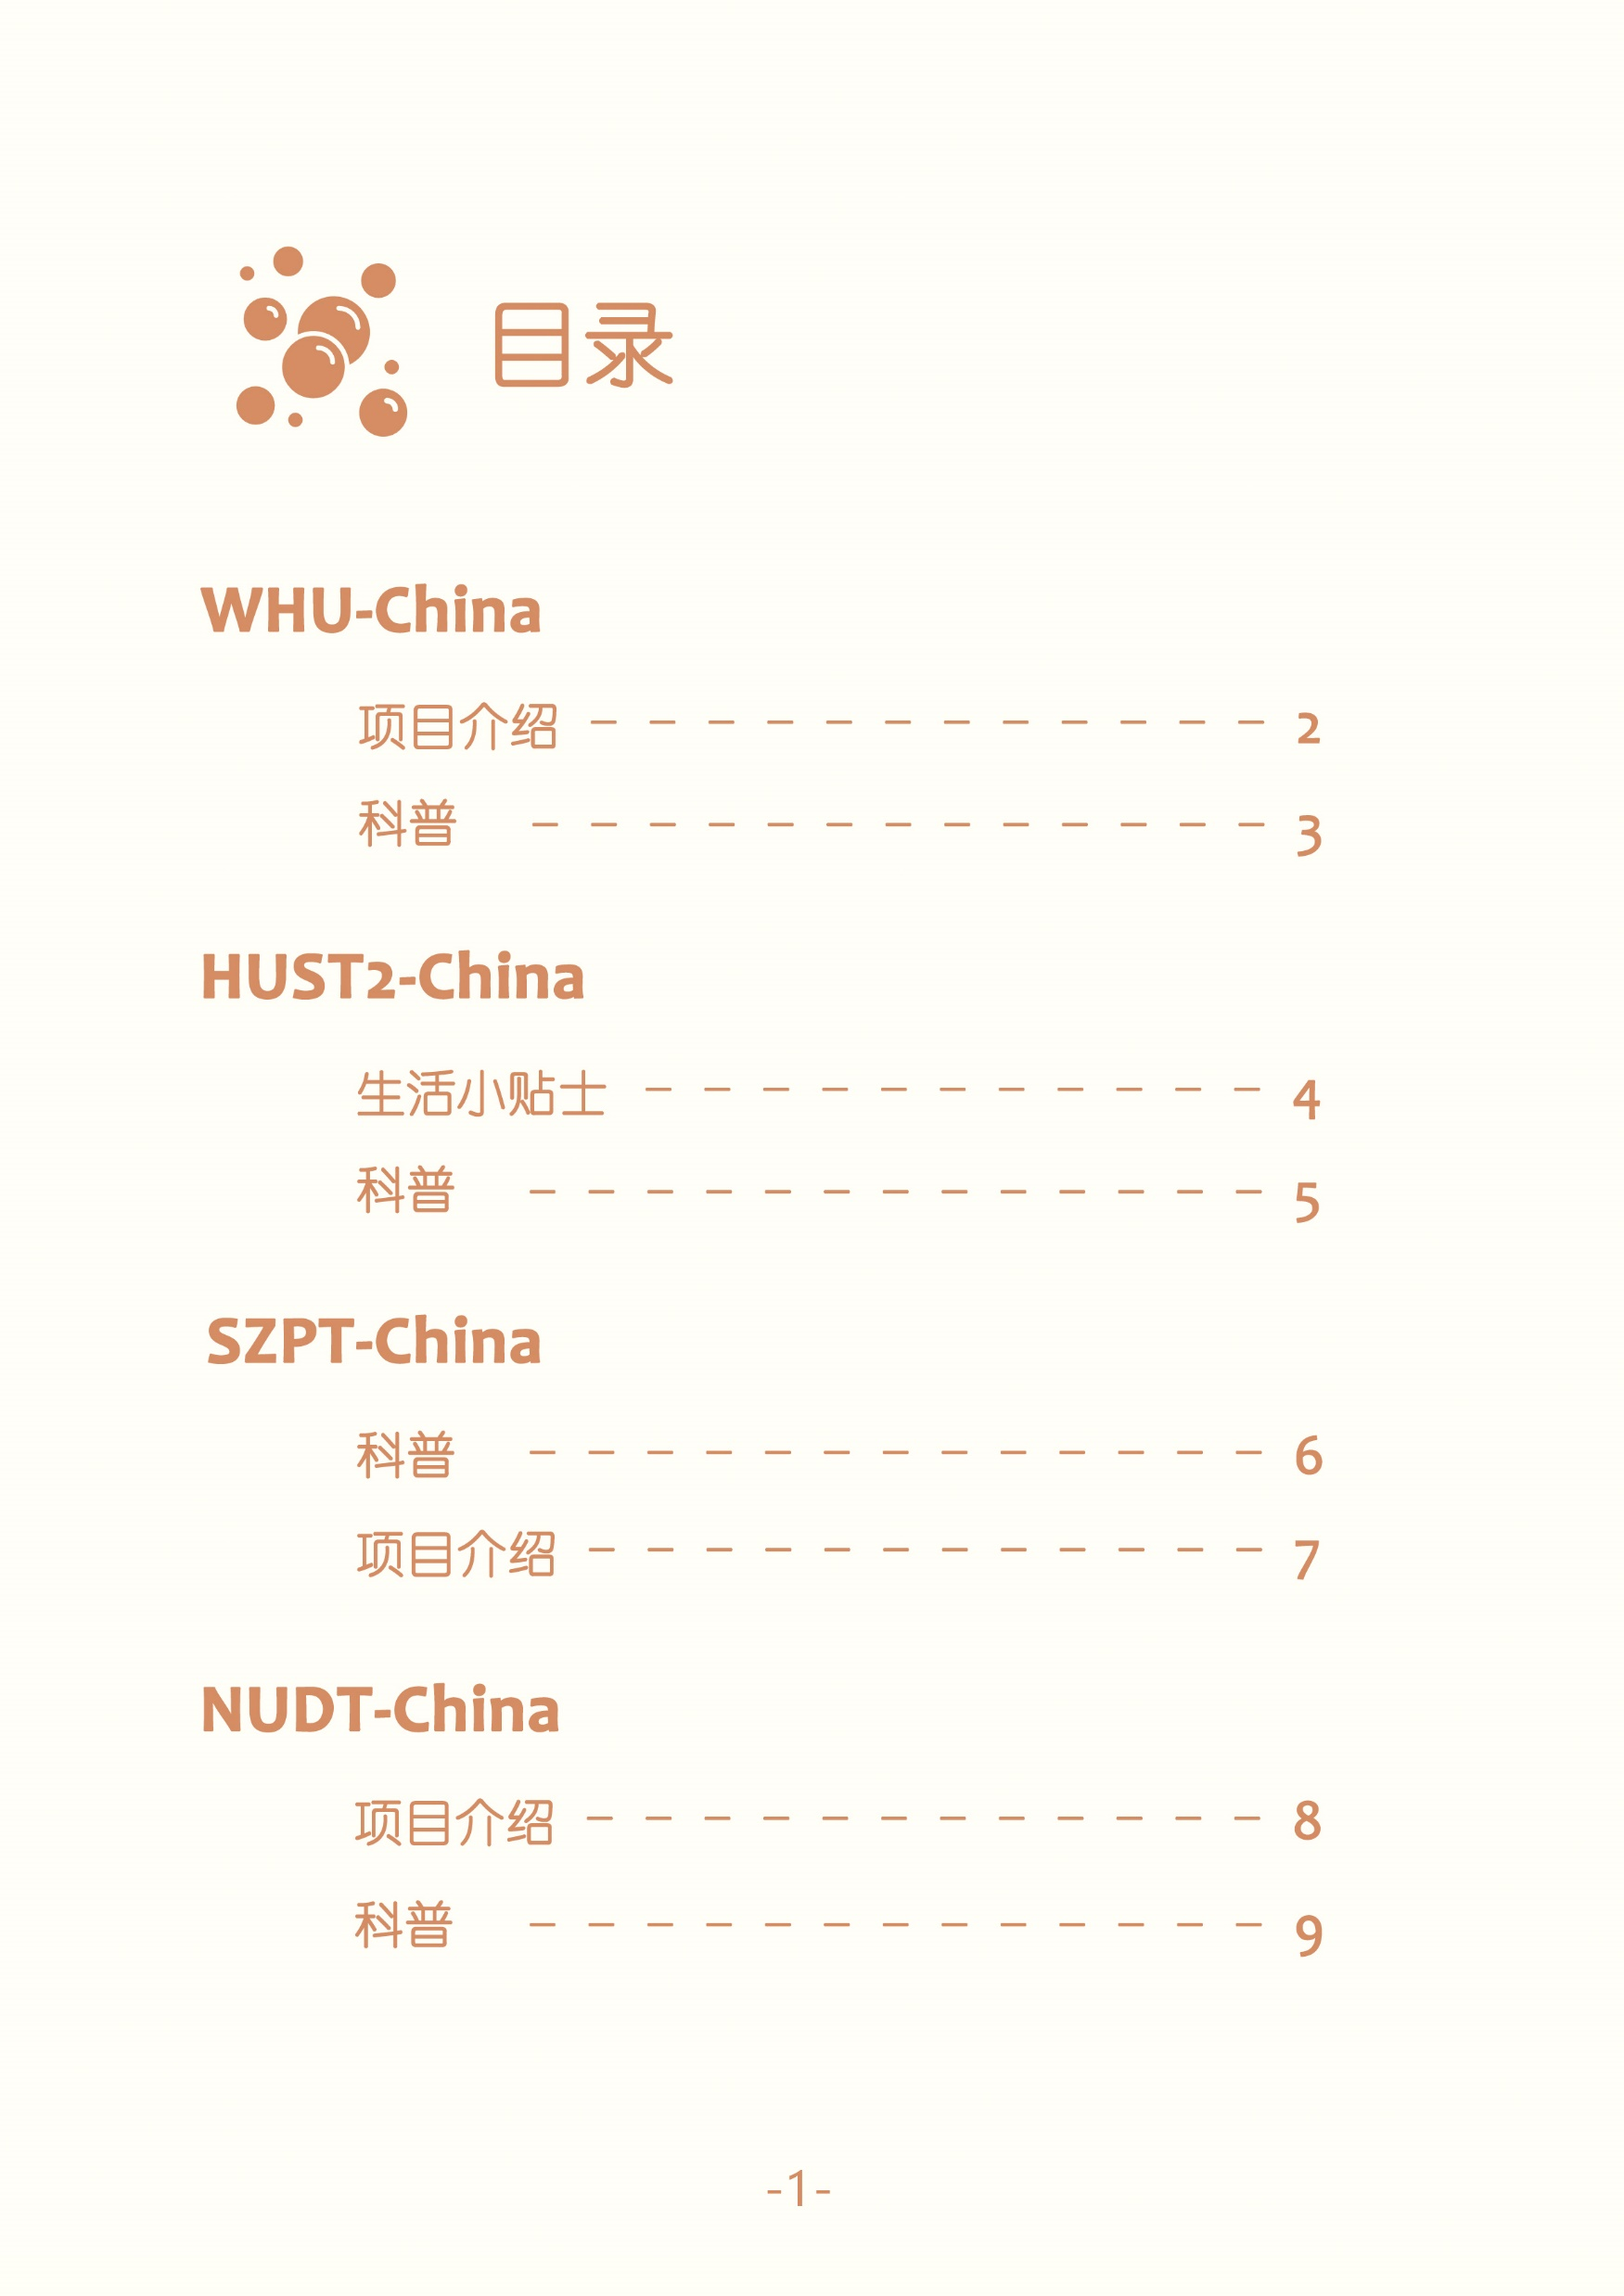 目录
WHU-China
项目介绍 – – – – – – – – – – – – 2
科普 – – – – – – – – – – – – – 3
HUST2-China
生活小贴士 – – – – – – – – – – – 4
科普 – – – – – – – – – – – – – 5
SZPT-China
科普 – – – – – – – – – – – – – 6
项目介绍 – – – – – – – – – – – – 7
NUDT-China
项目介绍 – – – – – – – – – – – – 8
科普 – – – – – – – – – – – – – 9
-1-